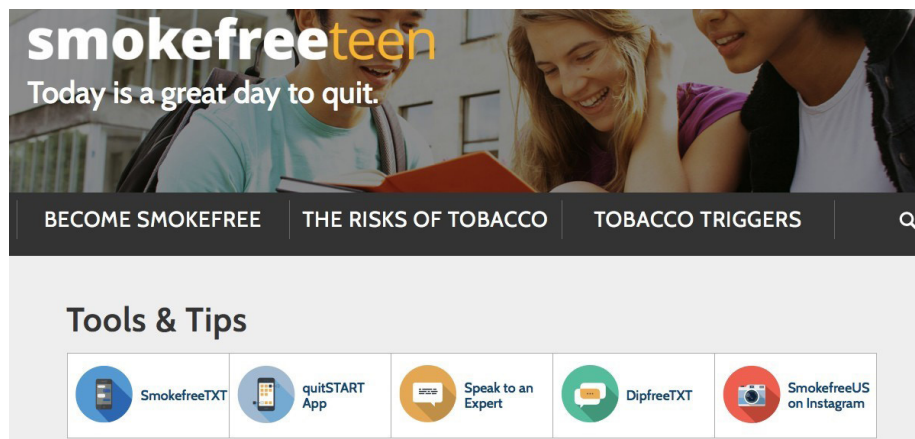 smokefreeteen
Today is a great day to quit.
BECOME SMOKEFREE THE RISKS OF TOBACCO TOBACCO TRIGGERS
Tools & Tips
SmokefreeTXT
quitSTART
App
Speak to an
Expert
DipfreeTXT
SmokefreeUS
on Instagram